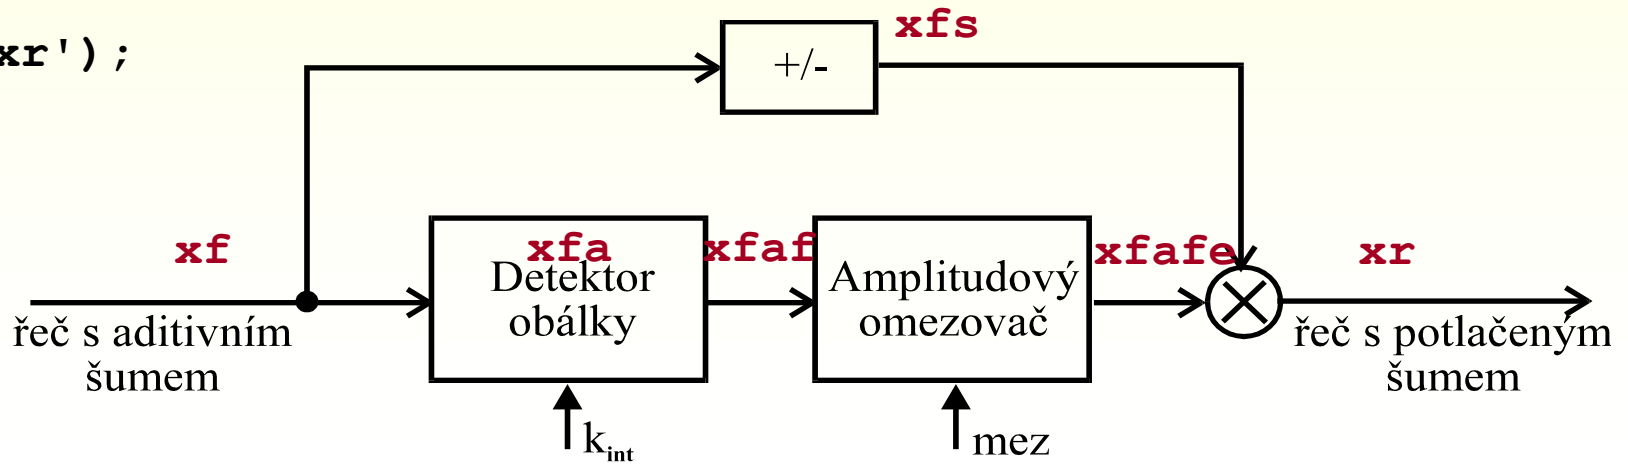 xfs
xr');
+/-
xf
xfa
xfaf
xfafe
xr
Detektor
obálky
Amplitudový
omezovač
řeč s aditivním
šumem
řeč s potlačeným
šumem
kint
mez